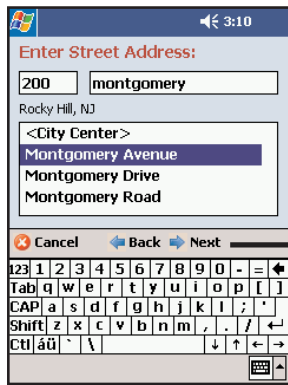 3:10
Enter Street Address:
200 montgomery
Rocky Hill, NJ
<City Center>
Montgomery Avenue
Montgomery Drive
Montgomery Road
Cancel Back Next
123 1 2 3 4 5 6 7 8 9 0 - =
Tab q w e r t y u i o p [ ]
CAP a s d f g h j k l ; '
Shift z x c v b n m , . /
Ctl áü ` \